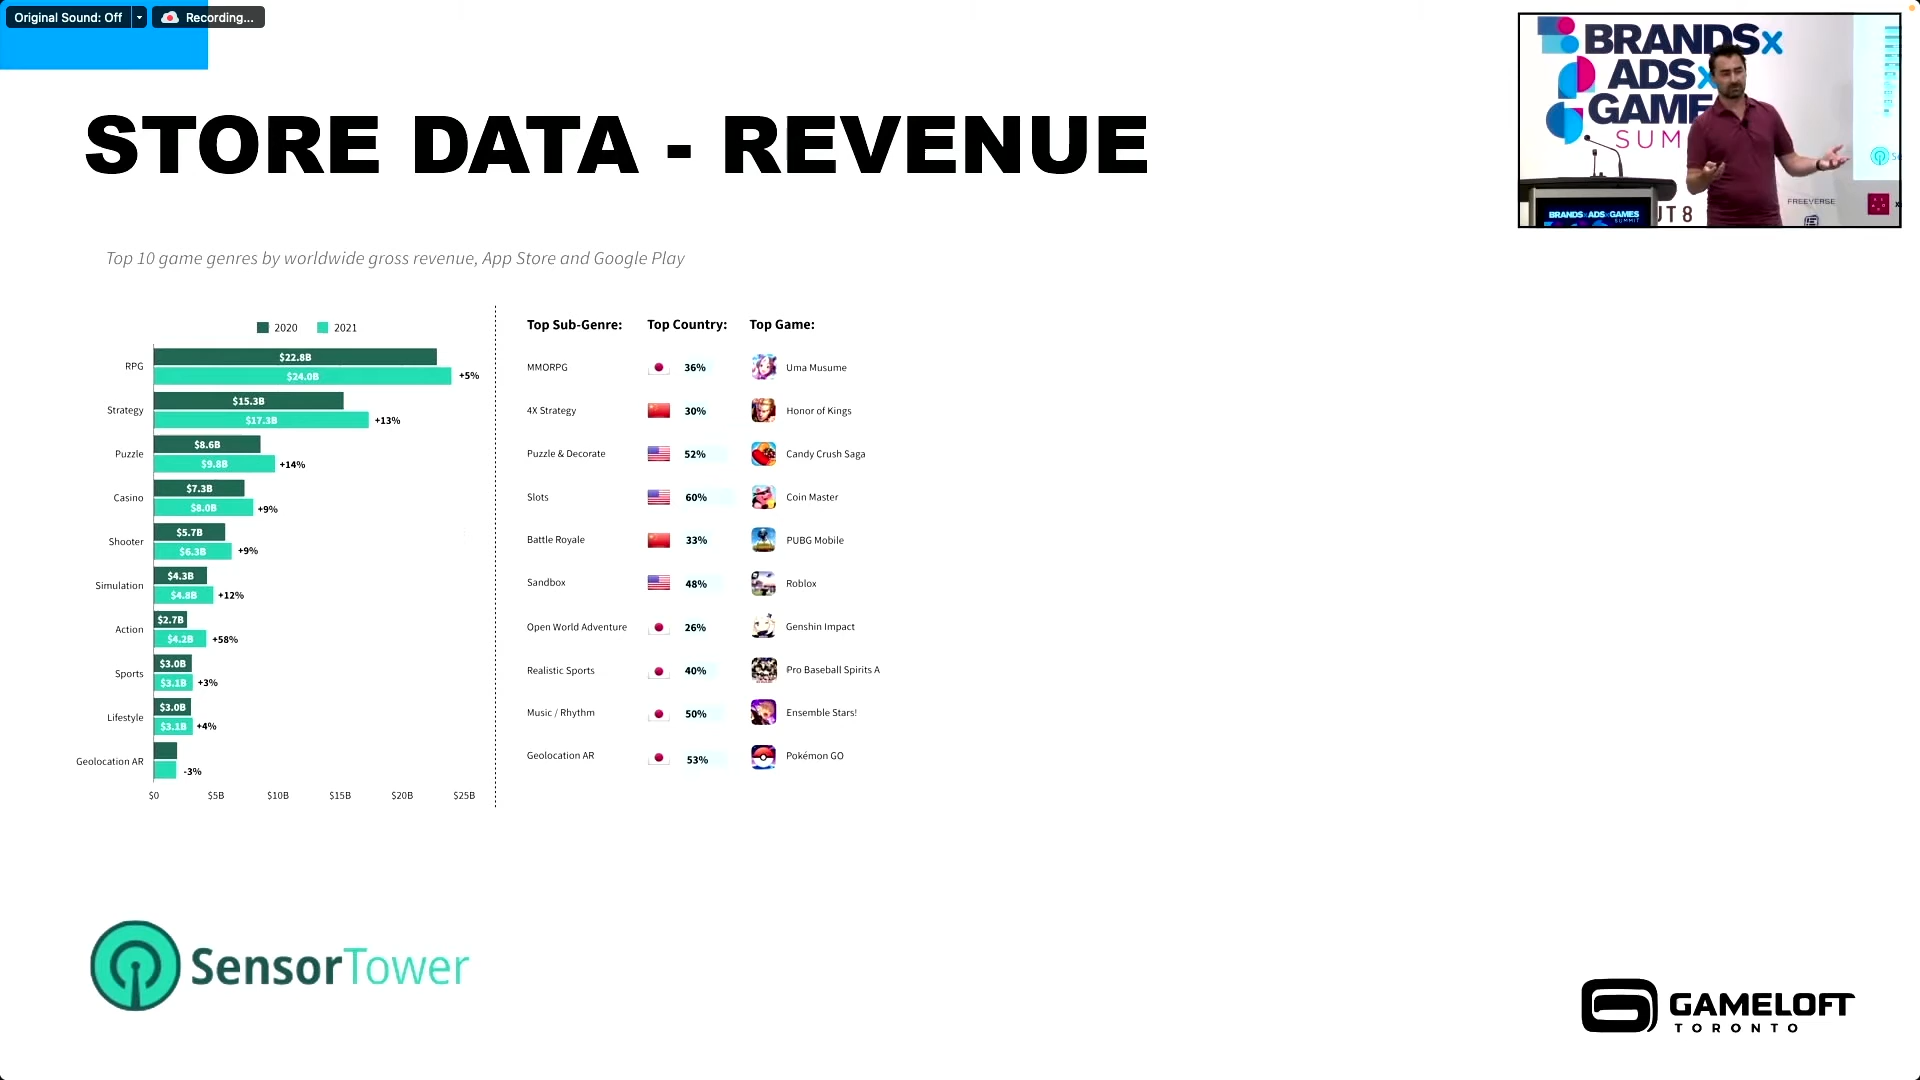 Original Sound: Off
Recording...
BRANDSx
ADSx
GAME
SUM
BRANDS x ADS x GAMES
SUMMIT
UT8
FREEVERSE
STORE DATA - REVENUE
Top 10 game genres by worldwide gross revenue, App Store and Google Play
2020 2021
RPG $22.8B
$24.0B +5%
Strategy $15.3B
$17.3B +13%
Puzzle $8.6B
$9.8B +14%
Casino $7.3B
$8.0B +9%
Shooter $5.7B
$6.3B +9%
Simulation $4.3B
$4.8B +12%
Action $2.7B
$4.2B +58%
Sports $3.0B
$3.1B +3%
Lifestyle $3.0B
$3.1B +4%
Geolocation AR -3%
$0 $5B $10B $15B $20B $25B
Top Sub-Genre: Top Country: Top Game:
MMORPG 36% Uma Musume
4X Strategy 30% Honor of Kings
Puzzle & Decorate 52% Candy Crush Saga
Slots 60% Coin Master
Battle Royale 33% PUBG Mobile
Sandbox 48% Roblox
Open World Adventure 26% Genshin Impact
Realistic Sports 40% Pro Baseball Spirits A
Music / Rhythm 50% Ensemble Stars!
Geolocation AR 53% Pokémon GO
SensorTower
GAMELOFT
TORONTO